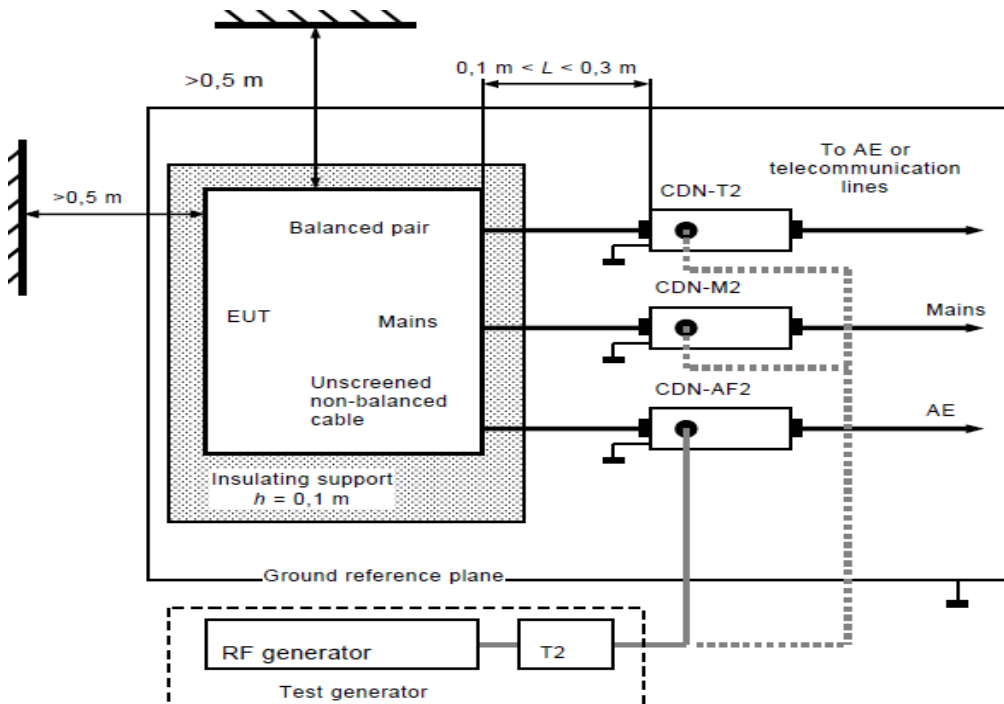 0,1 m < L < 0,3 m
>0,5 m
To AE or
telecommunication
lines
>0,5 m
CDN-T2
Balanced pair
CDN-M2
EUT
Mains
Mains
Unscreened
non-balanced
cable
CDN-AF2
AE
Insulating support
h = 0,1 m
Ground reference plane
RF generator
T2
Test generator